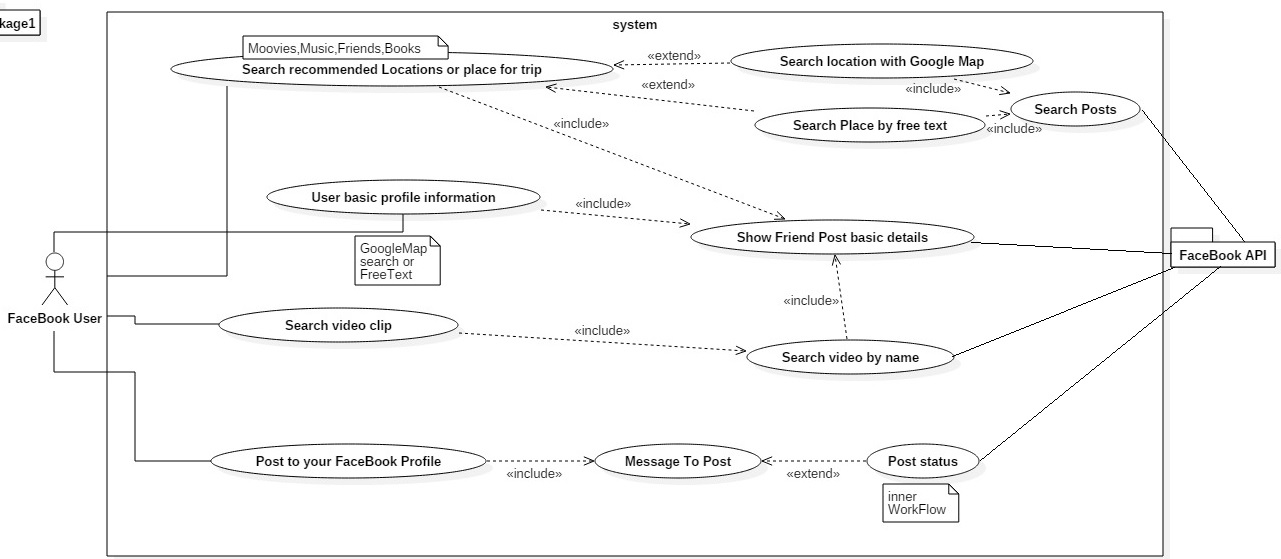 kage1
system
Moovies,Music,Friends,Books
Search recommended Locations or place for trip
«extend»
Search location with Google Map
«extend»
«include»
Search Posts
«include»
Search Place by free text
«include»
User basic profile information
«include»
Show Friend Post basic details
GoogleMap
search or
FreeText
FaceBook API
FaceBook User
«include»
Search video clip
«include»
Search video by name
Post to your FaceBook Profile
«include»
Message To Post
«extend»
Post status
inner
WorkFlow